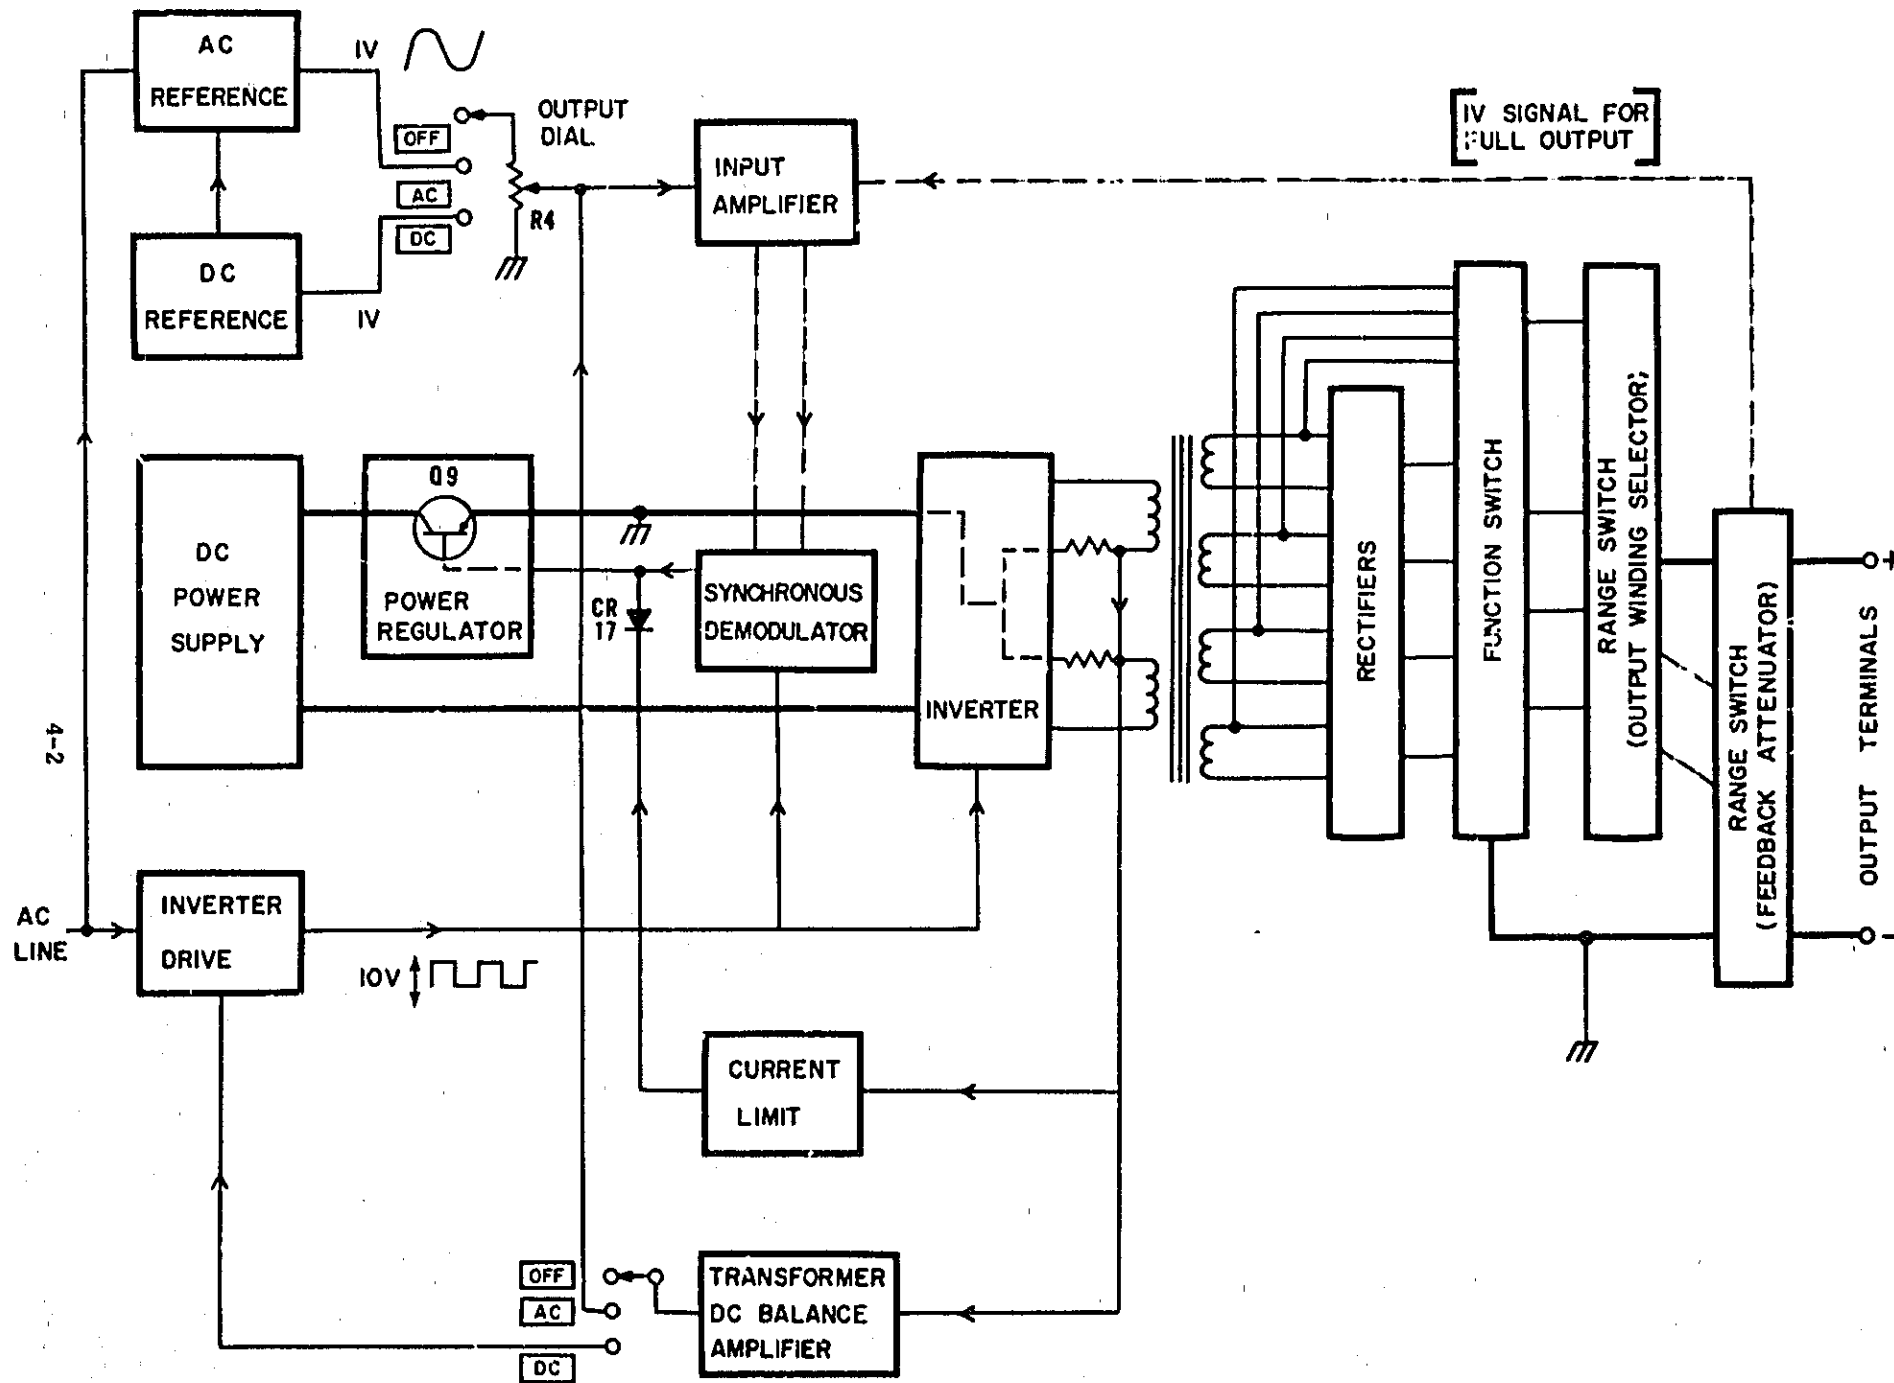 AC
REFERENCE
IV
OFF
AC
DC
OUTPUT
DIAL
R4
DC
REFERENCE
IV
INPUT
AMPLIFIER
IV SIGNAL FOR
FULL OUTPUT
DC
POWER
SUPPLY
Q9
POWER
REGULATOR
CR
17
SYNCHRONOUS
DEMODULATOR
INVERTER
RECTIFIERS
FUNCTION SWITCH
RANGE SWITCH
(OUTPUT WINDING SELECTOR)
RANGE SWITCH
(FEEDBACK ATTENUATOR)
+
OUTPUT TERMINALS
-
4-2
AC
LINE
INVERTER
DRIVE
10V
CURRENT
LIMIT
OFF
AC
DC
TRANSFORMER
DC BALANCE
AMPLIFIER